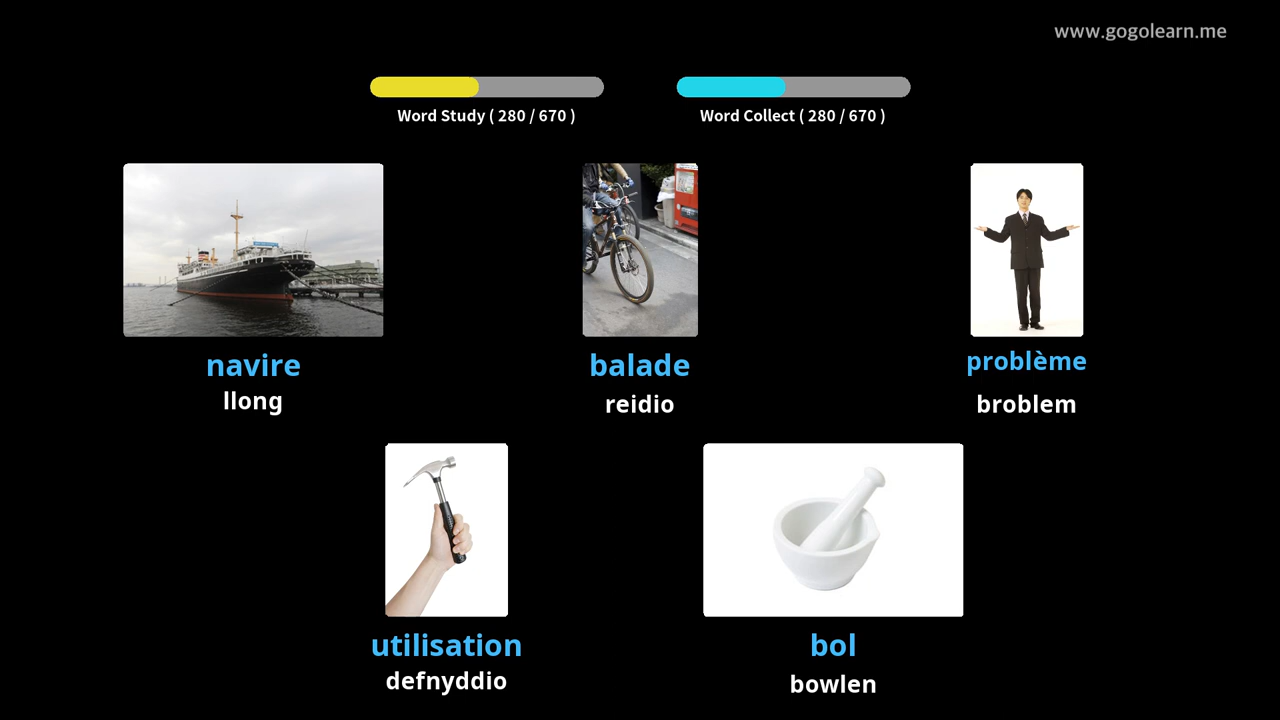 www.gogolearn.me
Word Study ( 280 / 670 )
Word Collect ( 280 / 670 )
navire
llong
balade
reidio
problème
broblem
utilisation
defnyddio
bol
bowlen